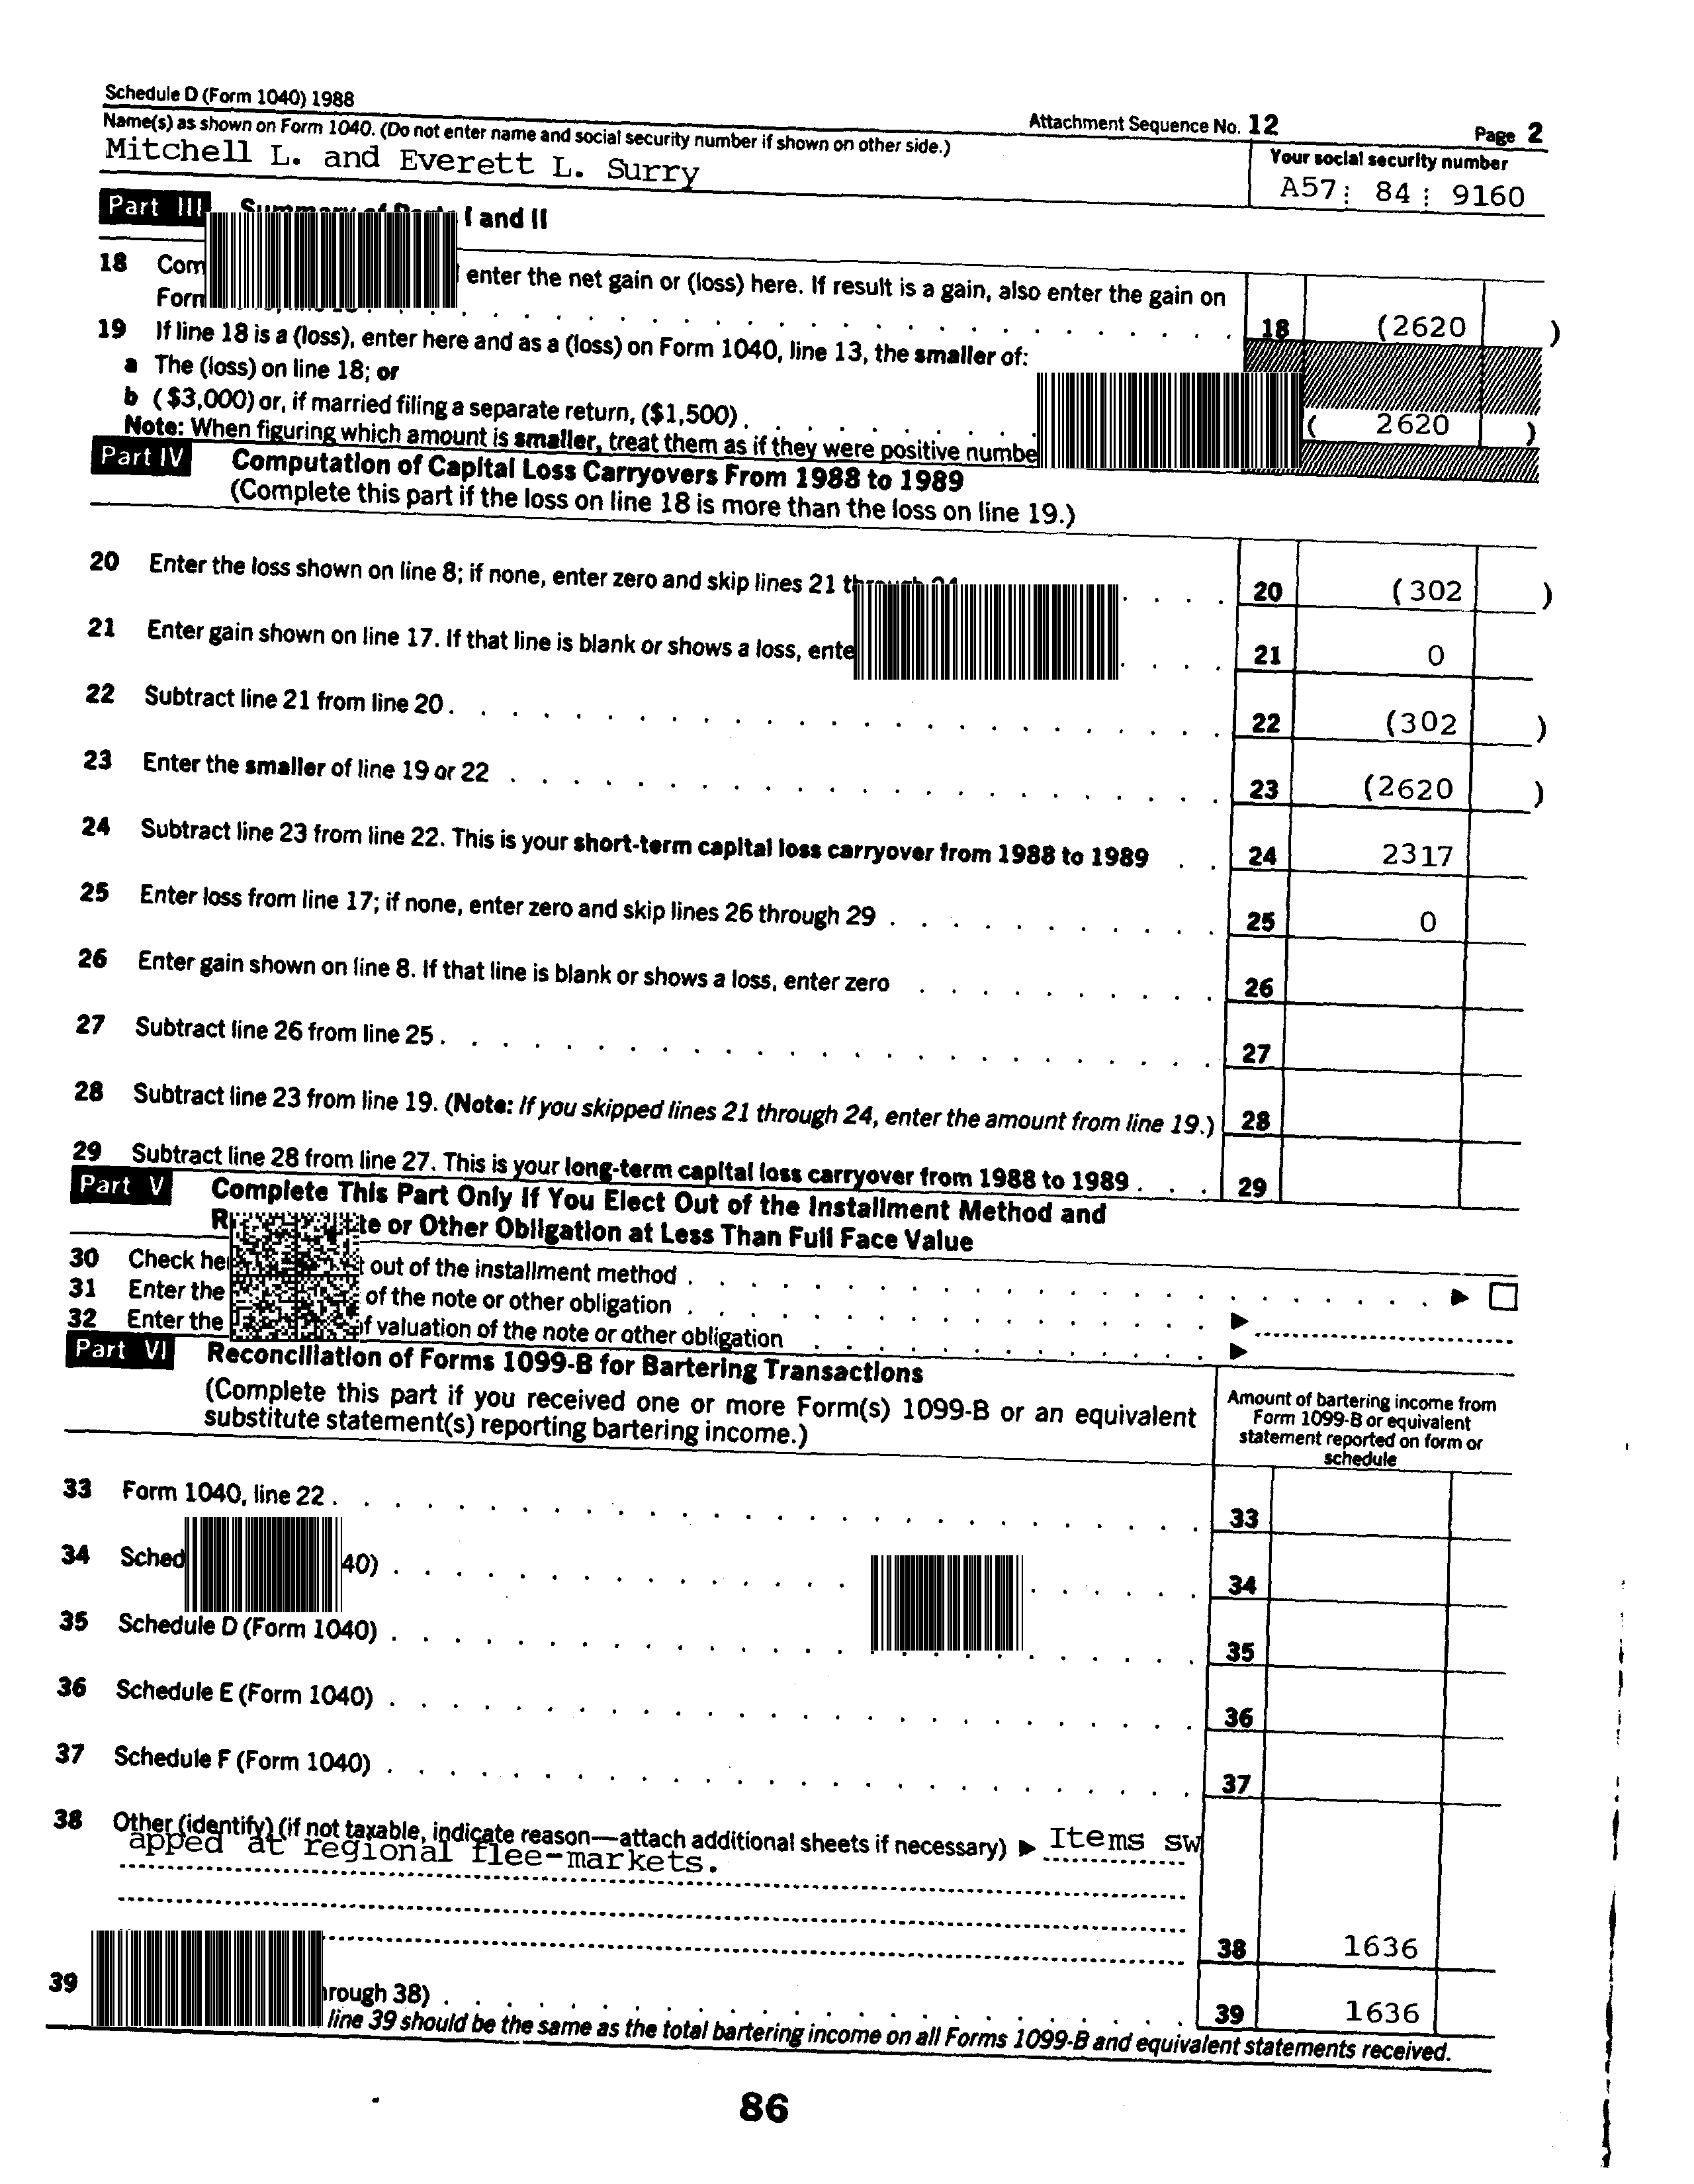 Schedule D (Form 1040) 1988
Attachment Sequence No. 12
Page 2
Name(s) as shown on Form 1040. (Do not enter name and social security number if shown on other side.)
Your social security number
Mitchell L. and Everett L. Surry
A57 84 9160
Part III I and II
18 enter the net gain or (loss) here. If result is a gain, also enter the gain on
18 (2620 )
19 If line 18 is a (loss), enter here and as a (loss) on Form 1040, line 13, the smaller of:
a The (loss) on line 18; or
b ($3,000) or, if married filing a separate return, ($1,500)
( 2620 )
Note: When figuring which amount is smaller, treat them as if they were positive
Part IV Computation of Capital Loss Carryovers From 1988 to 1989
(Complete this part if the loss on line 18 is more than the loss on line 19.)
20 Enter the loss shown on line 8; if none, enter zero and skip lines 21
20 (302 )
21 Enter gain shown on line 17. If that line is blank or shows a loss,
21 0
22 Subtract line 21 from line 20
22 (302 )
23 Enter the smaller of line 19 or 22
23 (2620 )
24 Subtract line 23 from line 22. This is your short-term capital loss carryover from 1988 to 1989
24 2317
25 Enter loss from line 17; if none, enter zero and skip lines 26 through 29
25 0
26 Enter gain shown on line 8. If that line is blank or shows a loss, enter zero
26
27 Subtract line 26 from line 25
27
28 Subtract line 23 from line 19. (Note: If you skipped lines 21 through 24, enter the amount from line 19.) 28
29 Subtract line 28 from line 27. This is your long-term capital loss carryover from 1988 to 1989
29
Part V Complete This Part Only If You Elect Out of the Installment Method and
or Other Obligation at Less Than Full Face Value
30 Check out of the installment method
31 Enter the of the note or other obligation
32 Enter the valuation of the note or other obligation
Part VI Reconciliation of Forms 1099-B for Bartering Transactions
(Complete this part if you received one or more Form(s) 1099-B or an equivalent
substitute statement(s) reporting bartering income.)
Amount of bartering income from
Form 1099-B or equivalent
statement reported on form or
schedule
33 Form 1040, line 22
33
34
34
35 Schedule D (Form 1040)
35
36 Schedule E (Form 1040)
36
37 Schedule F (Form 1040)
37
38 Other (identify) (if not taxable, indicate reason—attach additional sheets if necessary) Items sw
apped at regional flee-markets.
38 1636
39 38)
39 1636
line 39 should be the same as the total bartering income on all Forms 1099-B and equivalent statements received.
86